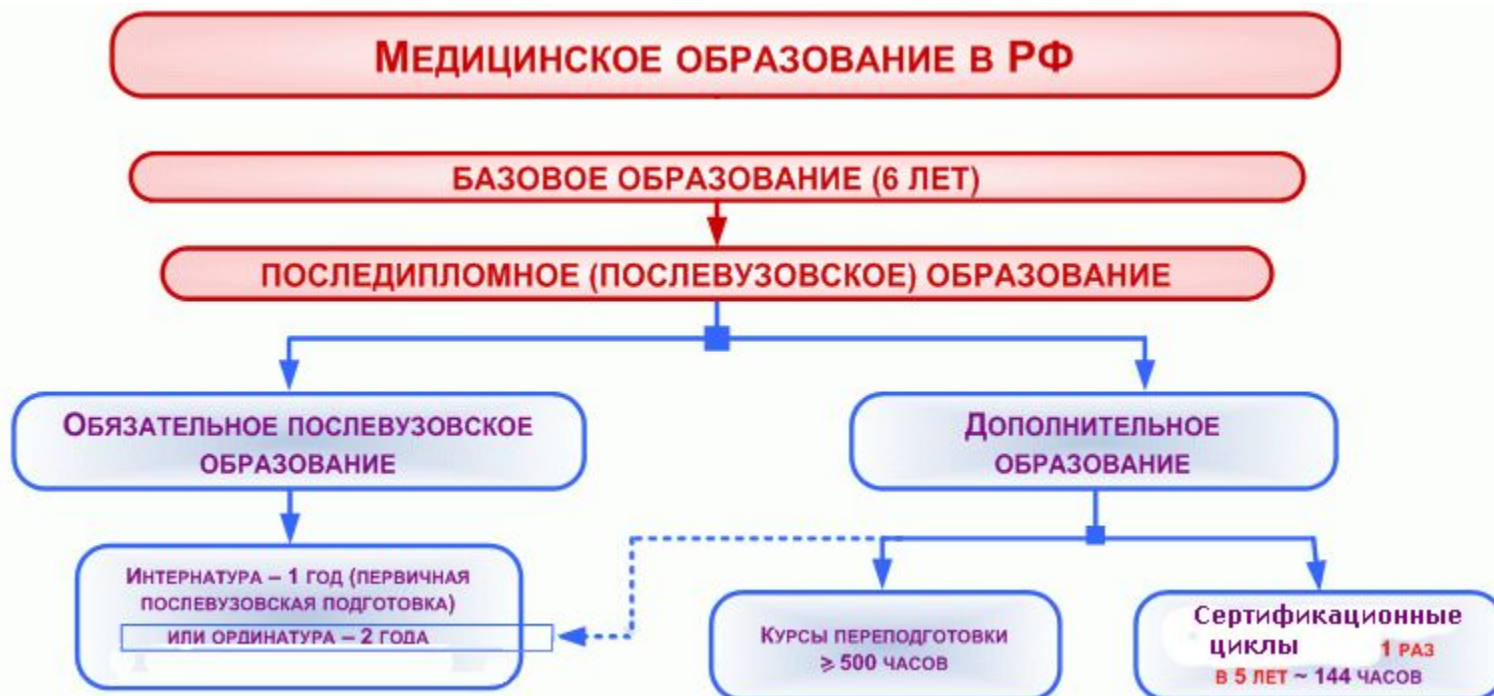 МЕДИЦИНСКОЕ ОБРАЗОВАНИЕ В РФ
БАЗОВОЕ ОБРАЗОВАНИЕ (6 ЛЕТ)
ПОСЛЕДИПЛОМНОЕ (ПОСЛЕВУЗОВСКОЕ) ОБРАЗОВАНИЕ
ОБЯЗАТЕЛЬНОЕ ПОСЛЕВУЗОВСКОЕ
ОБРАЗОВАНИЕ
ДОПОЛНИТЕЛЬНОЕ
ОБРАЗОВАНИЕ
ИНТЕРНАТУРА – 1 ГОД (ПЕРВИЧНАЯ
ПОСЛЕВУЗОВСКАЯ ПОДГОТОВКА)
ИЛИ ОРДИНАТУРА – 2 ГОДА
КУРСЫ ПЕРЕПОДГОТОВКИ
≥ 500 ЧАСОВ
Сертификационные
циклы 1 РАЗ
В 5 ЛЕТ ~ 144 ЧАСОВ